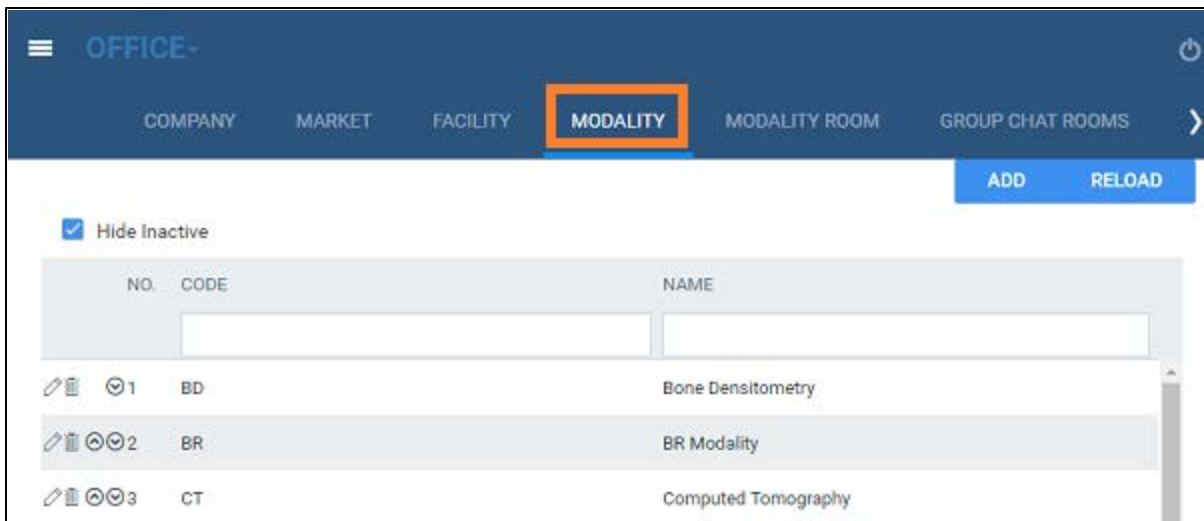 OFFICE
COMPANY MARKET FACILITY MODALITY MODALITY ROOM GROUP CHAT ROOMS
ADD RELOAD
Hide Inactive
NO. CODE NAME
1 BD Bone Densitometry
2 BR BR Modality
3 CT Computed Tomography